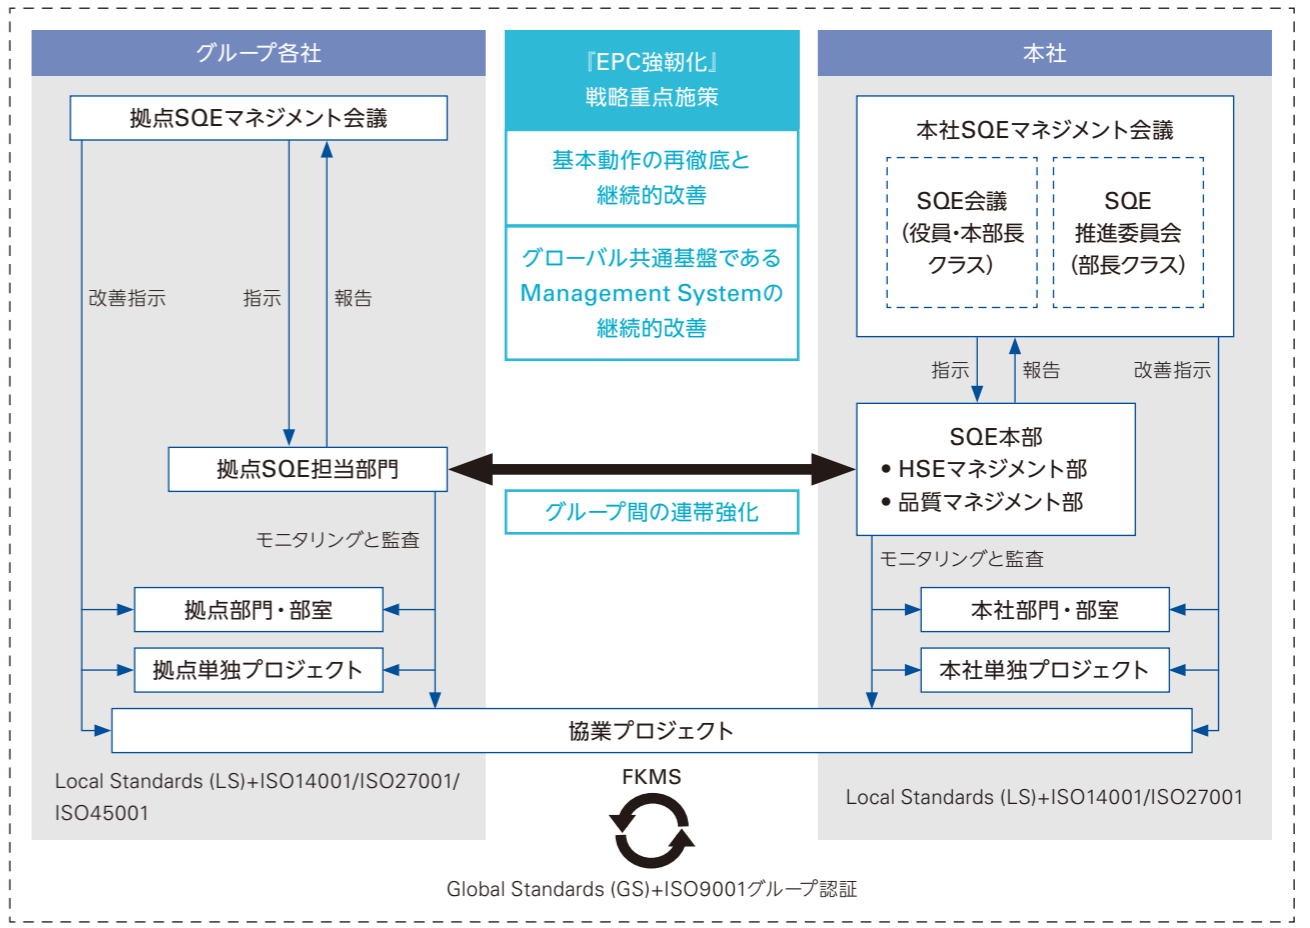 グループ各社
拠点SQEマネジメント会議
改善指示
指示
報告
拠点SQE担当部門
モニタリングと監査
拠点部門・部室
拠点単独プロジェクト
Local Standards (LS)+ISO14001/ISO27001/
ISO45001
『EPC強靭化』
戦略重点施策
基本動作の再徹底と
継続的改善
グローバル共通基盤である
Management Systemの
継続的改善
グループ間の連帯強化
本社
本社SQEマネジメント会議
SQE会議
(役員・本部長
クラス)
SQE
推進委員会
(部長クラス)
指示
報告
改善指示
SQE本部
• HSEマネジメント部
• 品質マネジメント部
モニタリングと監査
本社部門・部室
本社単独プロジェクト
協業プロジェクト
Local Standards (LS)+ISO14001/ISO27001
FKMS
Global Standards (GS)+ISO9001グループ認証